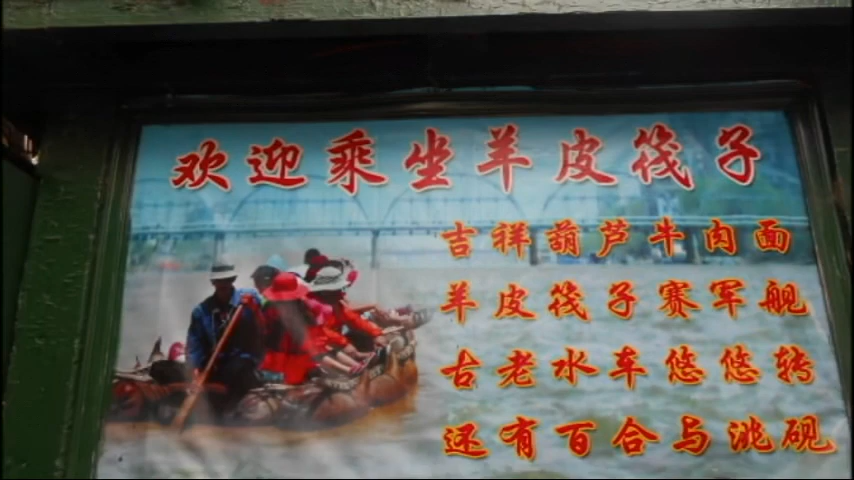 欢迎乘坐羊皮筏子
吉祥葫芦牛肉面
羊皮筏子赛军舰
古老水车悠悠转
还有百合与洮砚